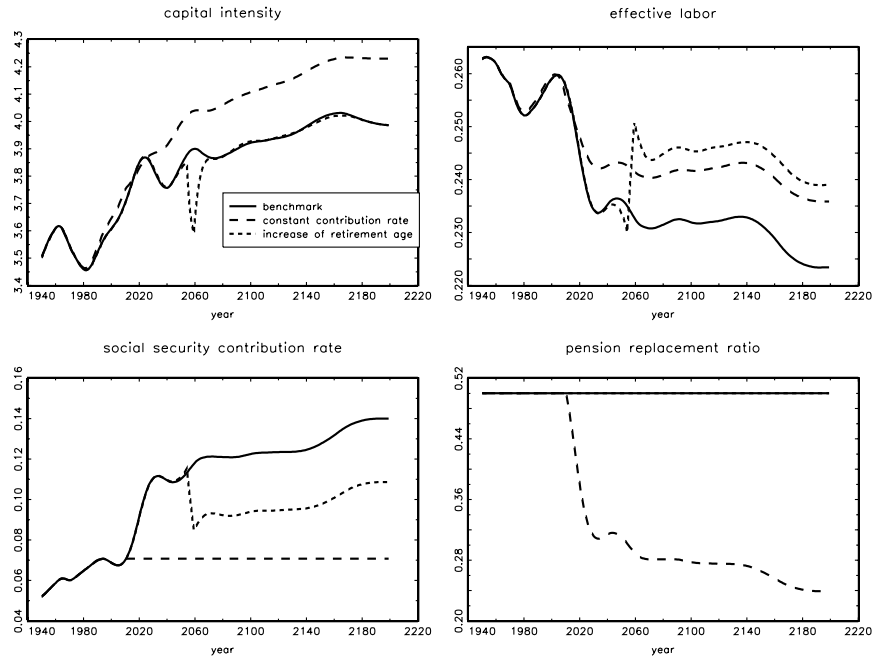 capital intensity
4.3
4.2
4.1
4.0
3.9
3.8
3.7
3.6
3.5
3.4
benchmark
constant contribution rate
increase of retirement age
1940 1980 2020 2060 2100 2140 2180 2220
year
effective labor
0.260
0.250
0.240
0.230
0.220
1940 1980 2020 2060 2100 2140 2180 2220
year
social security contribution rate
0.16
0.14
0.12
0.10
0.08
0.06
0.04
1940 1980 2020 2060 2100 2140 2180 2220
year
pension replacement ratio
0.52
0.44
0.36
0.28
0.20
1940 1980 2020 2060 2100 2140 2180 2220
year